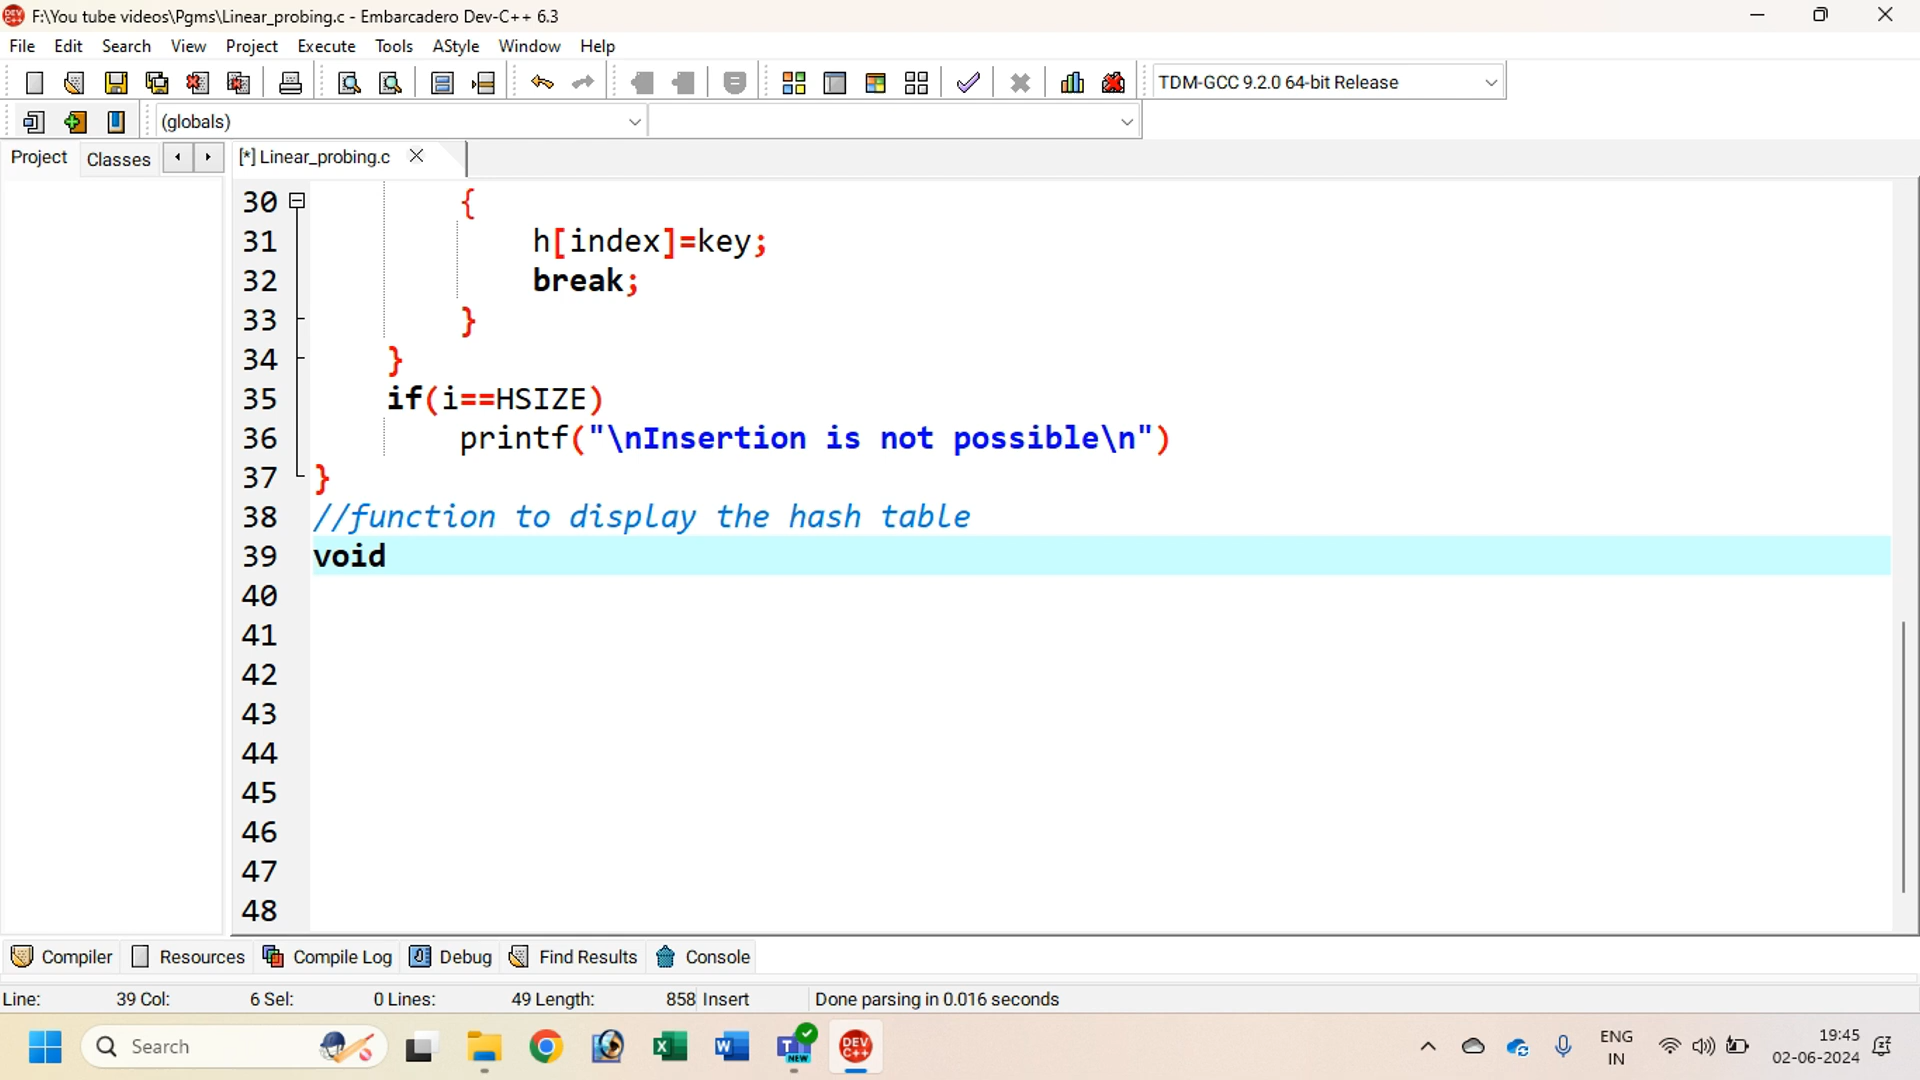 F:\You tube videos\Pgms\Linear_probing.c - Embarcadero Dev-C++ 6.3
File Edit Search View Project Execute Tools AStyle Window Help
TDM-GCC 9.2.0 64-bit Release
(globals)
Project Classes [*] Linear_probing.c
30 {
31 h[index]=key;
32 break;
33 }
34 }
35 if(i==HSIZE)
36 printf("\nInsertion is not possible\n")
37 }
38 //function to display the hash table
39 void
40
41
42
43
44
45
46
47
48
Compiler Resources Compile Log Debug Find Results Console
Line: 39 Col: 6 Sel: 0 Lines: 49 Length: 858 Insert Done parsing in 0.016 seconds
Search DEV C++ ENG 19:45
IN 02-06-2024